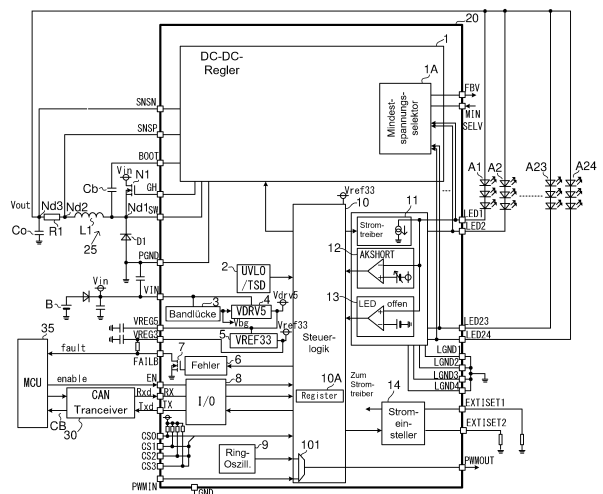 20
DC-DC-
Regler
1
1A
Mindest-
spannungs-
selektor
FBV
MIN
SELV
SNSN
SNSP
BOOT
GH
SW
PGND
VIN
Vin
N1
Cb
Vout
Nd3
Nd2
Nd1
R1
L1
Co
25
D1
A1
A2
A23
A24
LED1
LED2
Vref33
10
11
Strom-
treiber
12
AKSHORT
13
LED offen
2
UVLO
/TSD
Vin
B
3
Bandlücke
4
VDRV5
Vdrv5
Vbg
5
VREF33
Vref33
VREG5
VREG3
LED23
LED24
LGND1
LGND2
LGND3
LGND4
Steuer-
logik
35
MCU
fault
FAILB
7
Fehler
6
enable
EN
CAN
Tranceiver
30
Rxd
Txd
RX
TX
I/O
8
CB
10A
Register
Zum
Strom-
treiber
14
Strom-
ein-
steller
EXTISET1
EXTISET2
CS0
CS1
CS2
CS3
Ring-
Oszill.
9
101
PWMOUT
PWMIN
LGND